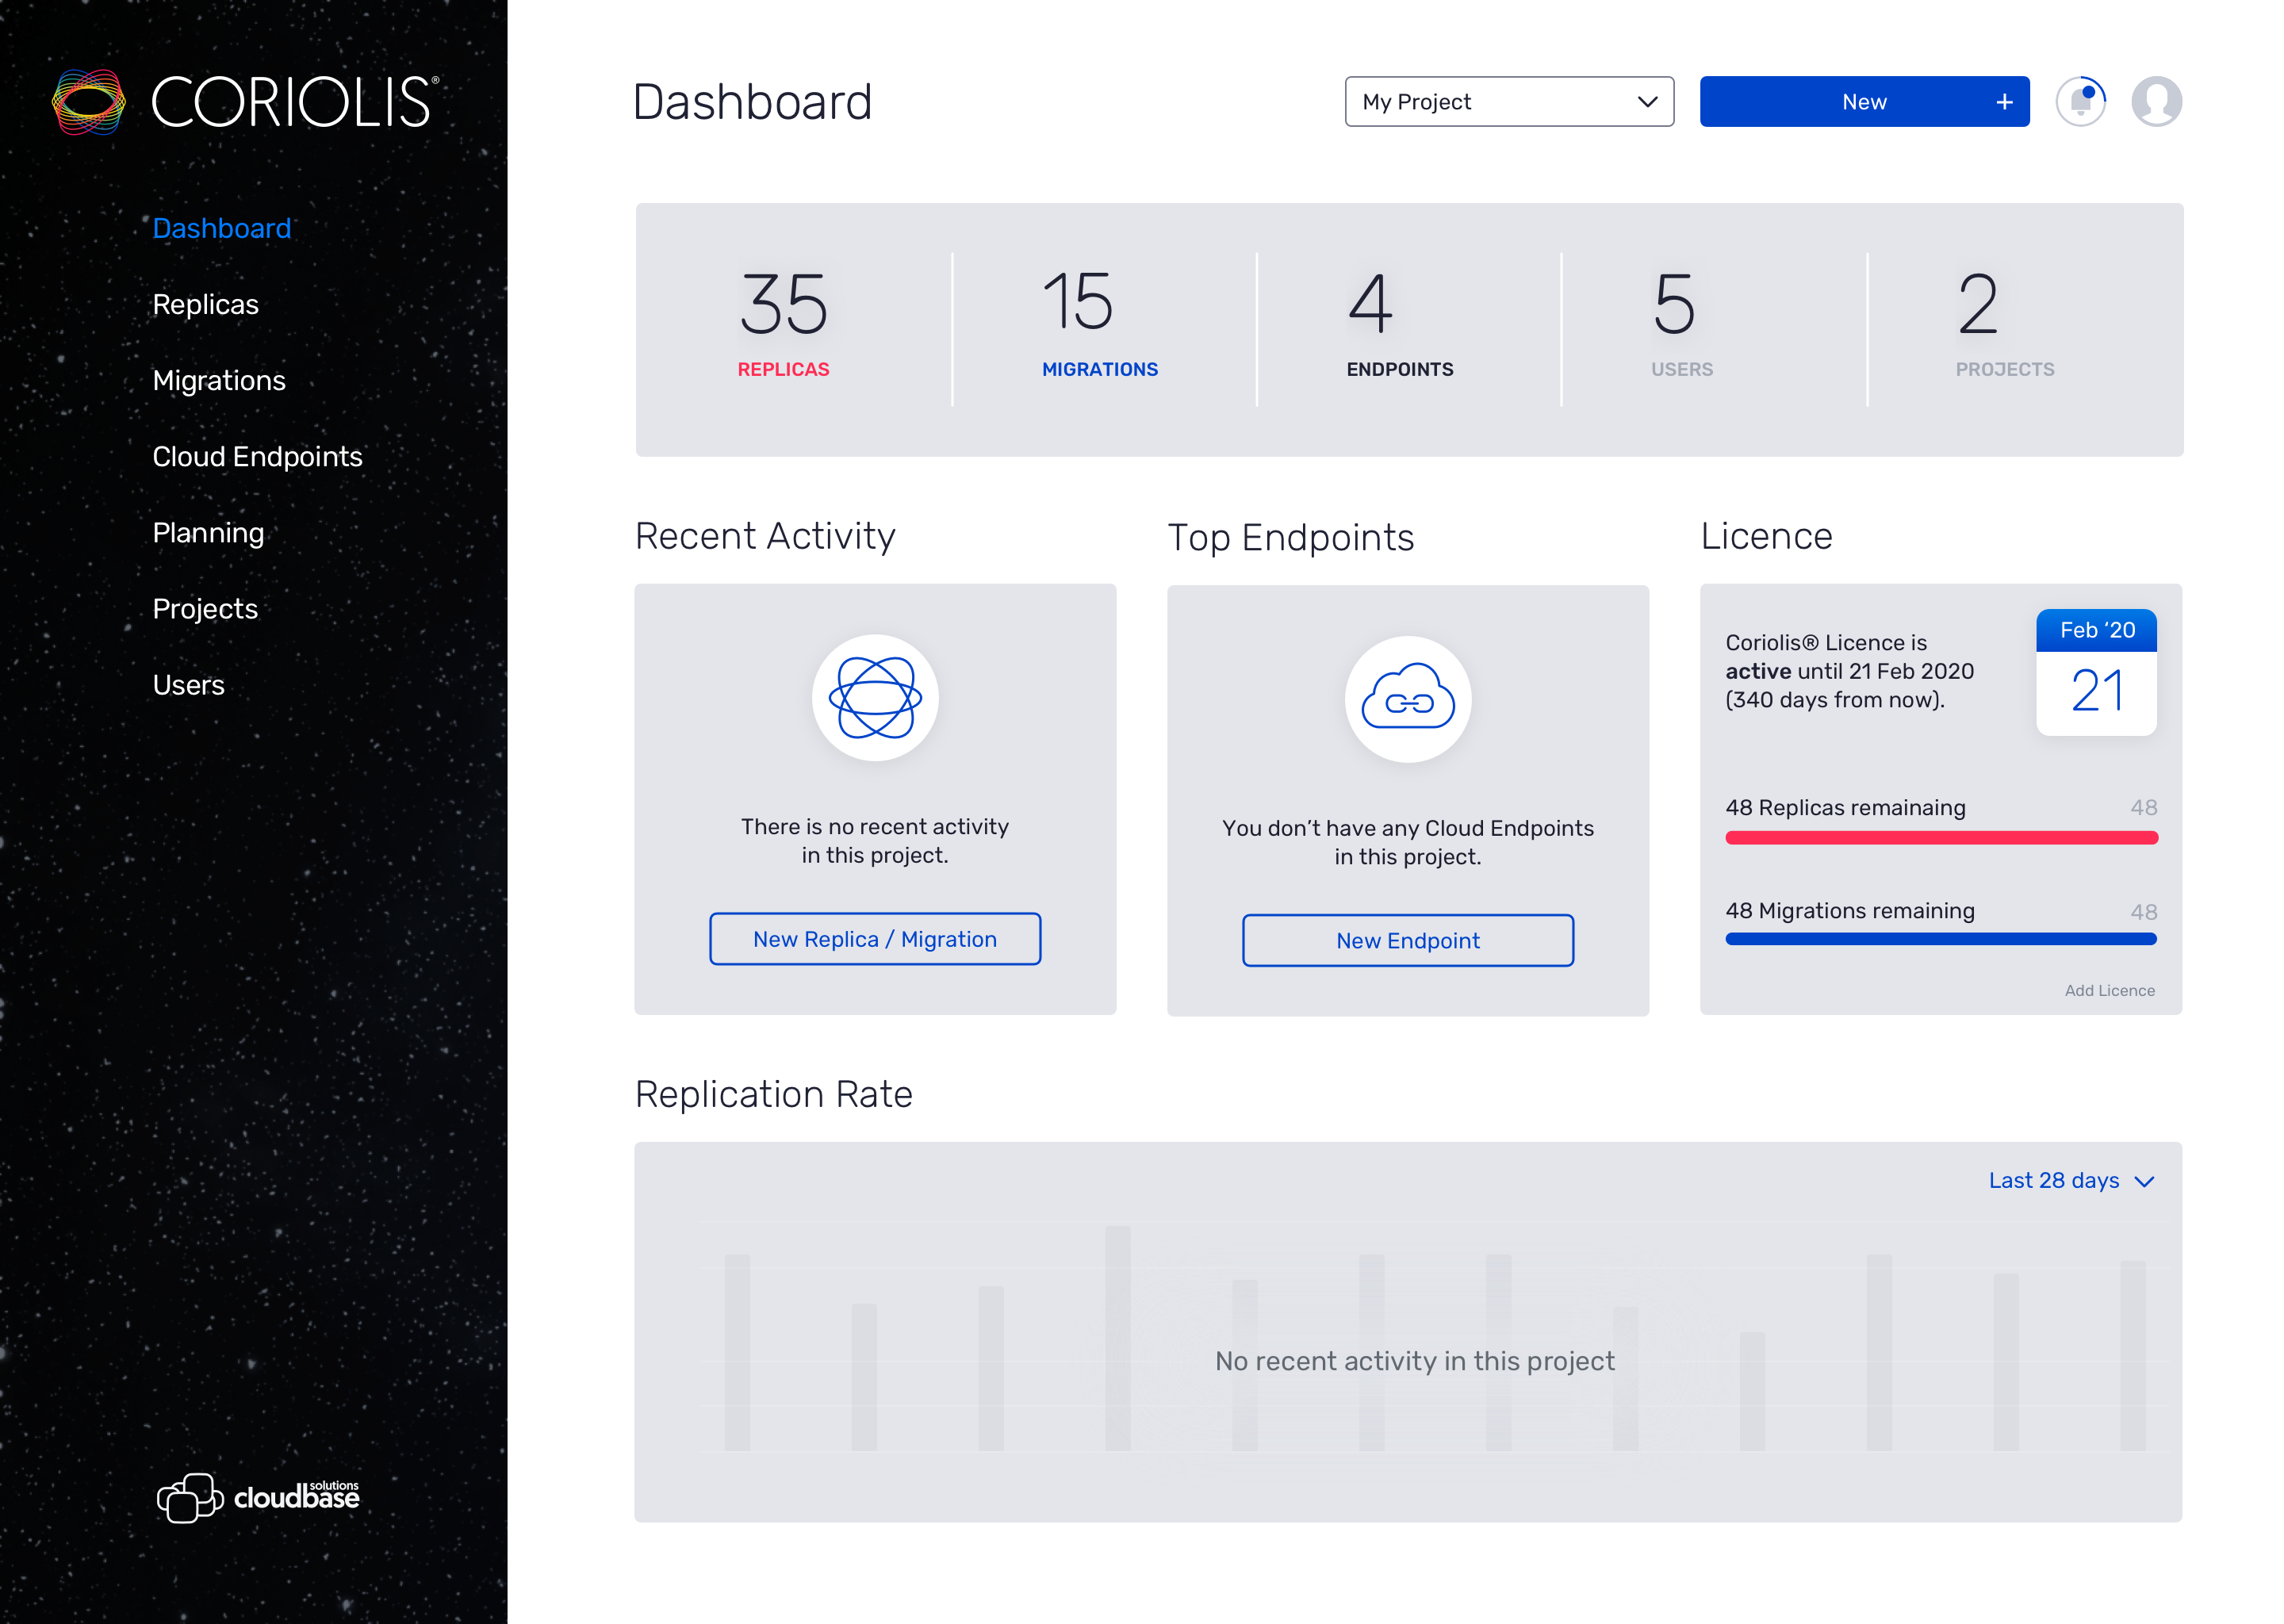 CORIOLIS®
Dashboard
Replicas
Migrations
Cloud Endpoints
Planning
Projects
Users
cloudbase solutions
Dashboard
My Project
New +
35
REPLICAS
15
MIGRATIONS
4
ENDPOINTS
5
USERS
2
PROJECTS
Recent Activity
There is no recent activity
in this project.
New Replica / Migration
Top Endpoints
You don’t have any Cloud Endpoints
in this project.
New Endpoint
Licence
Coriolis® Licence is
active until 21 Feb 2020
(340 days from now).
Feb ‘20
21
48 Replicas remainaing 48
48 Migrations remaining 48
Add Licence
Replication Rate
Last 28 days
No recent activity in this project